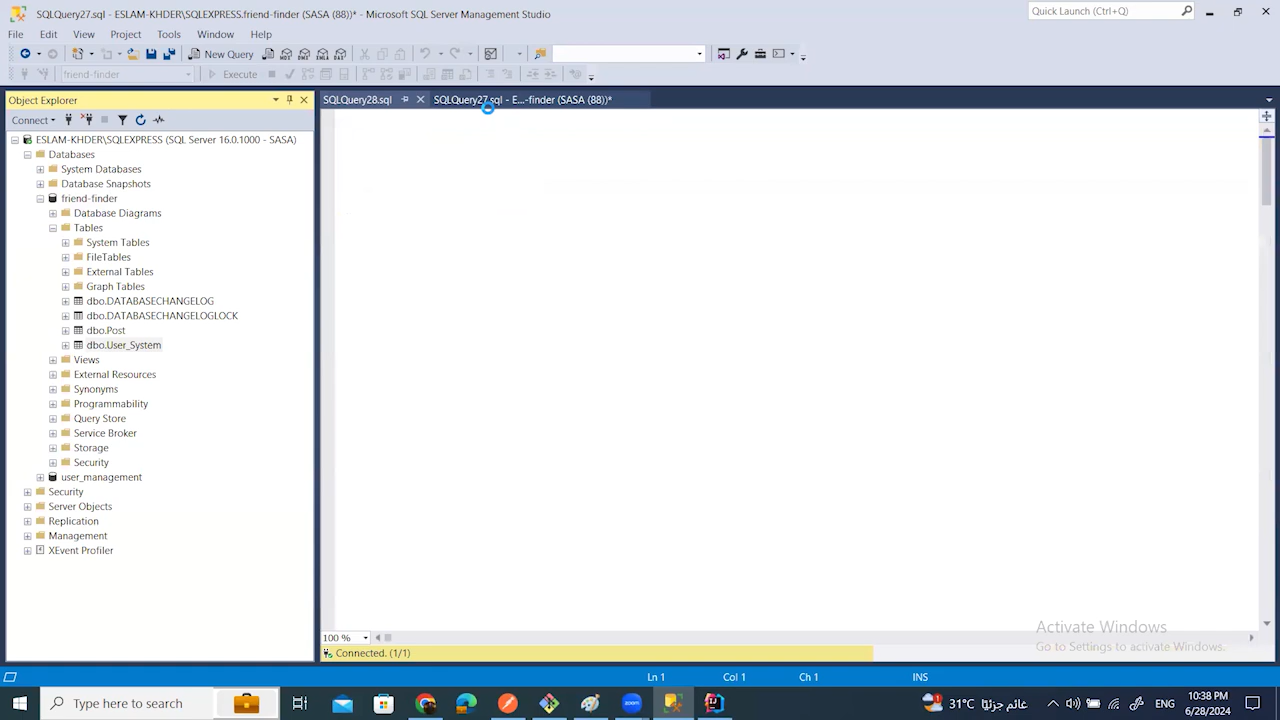 SQLQuery27.sql - ESLAM-KHDER\SQLEXPRESS.friend-finder (SASA (88))* - Microsoft SQL Server Management Studio
Quick Launch (Ctrl+Q)
File Edit View Project Tools Window Help
New Query
MDX DMX XMLA DAX
friend-finder
Execute
Object Explorer
SQLQuery28.sql
SQLQuery27.sql - E...-finder (SASA (88))*
Connect
ESLAM-KHDER\SQLEXPRESS (SQL Server 16.0.1000 - SASA)
Databases
System Databases
Database Snapshots
friend-finder
Database Diagrams
Tables
System Tables
FileTables
External Tables
Graph Tables
dbo.DATABASECHANGELOG
dbo.DATABASECHANGELOGLOCK
dbo.Post
dbo.User_System
Views
External Resources
Synonyms
Programmability
Query Store
Service Broker
Storage
Security
user_management
Security
Server Objects
Replication
Management
XEvent Profiler
Activate Windows
Go to Settings to activate Windows.
100 %
Connected. (1/1)
Ln 1 Col 1 Ch 1 INS
Type here to search
zoom
31°C غائم جزئيًا
ENG
10:38 PM
6/28/2024